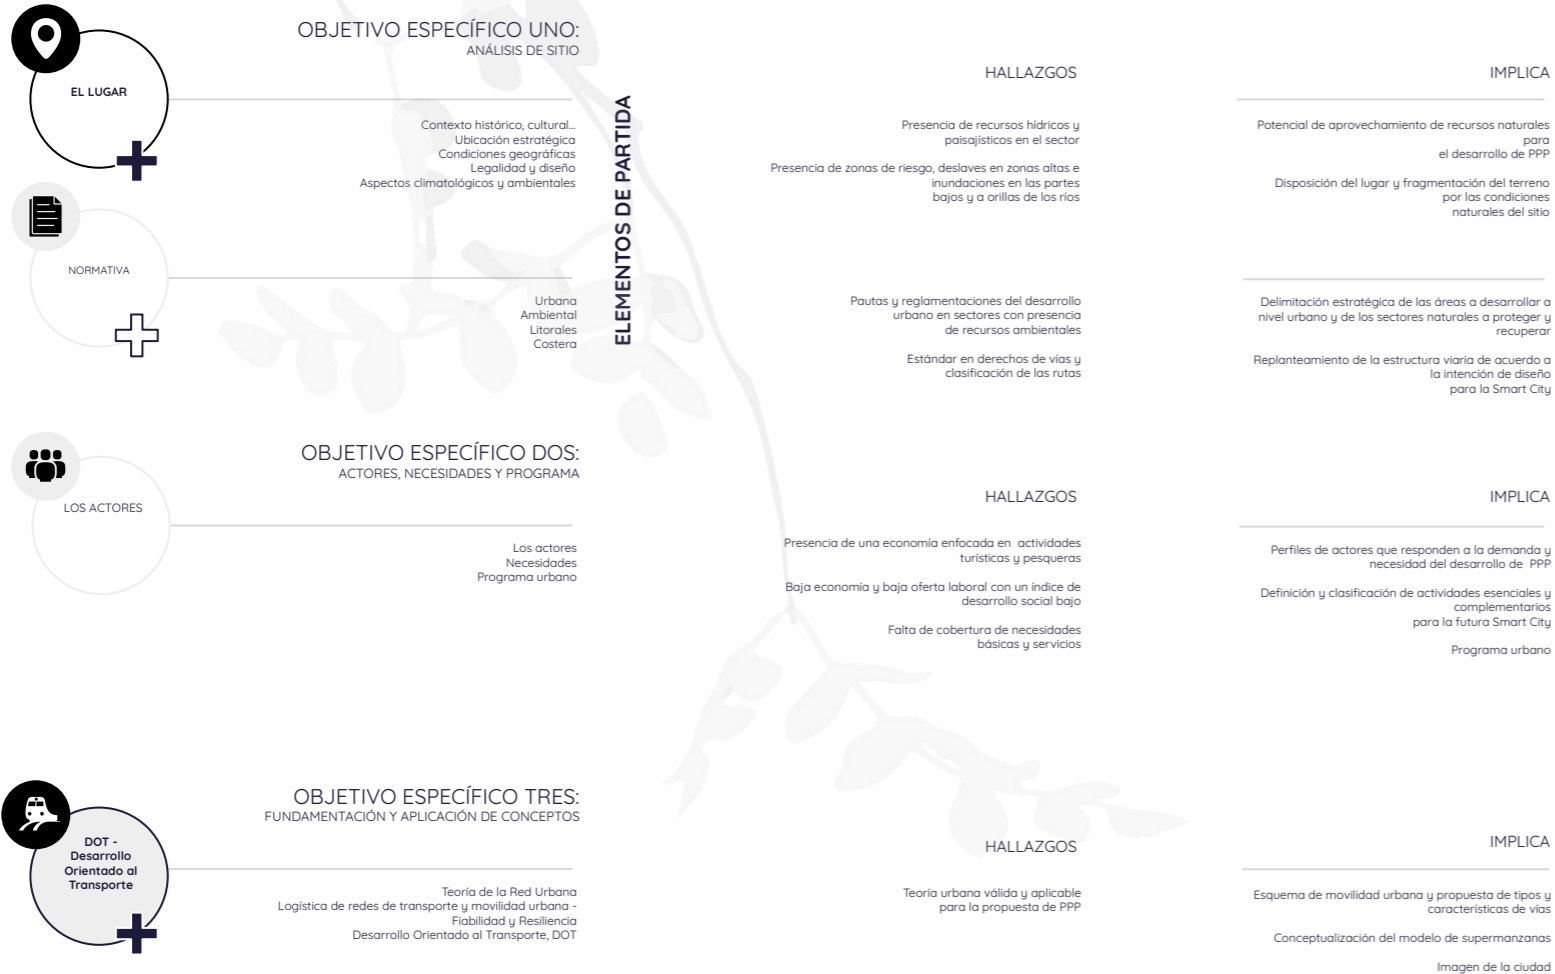 OBJETIVO ESPECÍFICO UNO:
ANÁLISIS DE SITIO
EL LUGAR
Contexto histórico, cultural...
Ubicación estratégica
Condiciones geográficas
Legalidad y diseño
Aspectos climatológicos y ambientales
NORMATIVA
Urbana
Ambiental
Litorales
Costera
ELEMENTOS DE PARTIDA
HALLAZGOS
Presencia de recursos hídricos y
paisajísticos en el sector
Presencia de zonas de riesgo, deslaves en zonas altas e
inundaciones en las partes
bajos y a orillas de los ríos
Pautas y reglamentaciones del desarrollo
urbano en sectores con presencia
de recursos ambientales
Estándar en derechos de vías y
clasificación de las rutas
IMPLICA
Potencial de aprovechamiento de recursos naturales
para
el desarrollo de PPP
Disposición del lugar y fragmentación del terreno
por las condiciones
naturales del sitio
Delimitación estratégica de las áreas a desarrollar a
nivel urbano y de los sectores naturales a proteger y
recuperar
Replanteamiento de la estructura viaria de acuerdo a
la intención de diseño
para la Smart City
OBJETIVO ESPECÍFICO DOS:
ACTORES, NECESIDADES Y PROGRAMA
LOS ACTORES
Los actores
Necesidades
Programa urbano
HALLAZGOS
Presencia de una economía enfocada en actividades
turísticas y pesqueras
Baja economía y baja oferta laboral con un índice de
desarrollo social bajo
Falta de cobertura de necesidades
básicas y servicios
IMPLICA
Perfiles de actores que responden a la demanda y
necesidad del desarrollo de PPP
Definición y clasificación de actividades esenciales y
complementarios
para la futura Smart City
Programa urbano
OBJETIVO ESPECÍFICO TRES:
FUNDAMENTACIÓN Y APLICACIÓN DE CONCEPTOS
DOT -
Desarrollo
Orientado al
Transporte
Teoría de la Red Urbana
Logística de redes de transporte y movilidad urbana -
Fiabilidad y Resiliencia
Desarrollo Orientado al Transporte, DOT
HALLAZGOS
Teoría urbana válida y aplicable
para la propuesta de PPP
IMPLICA
Esquema de movilidad urbana y propuesta de tipos y
características de vías
Conceptualización del modelo de supermanzanas
Imagen de la ciudad